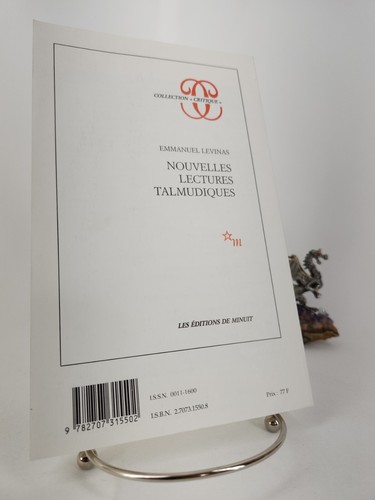 COLLECTION « CRITIQUE »
EMMANUEL LEVINAS
NOUVELLES
LECTURES
TALMUDIQUES
m
LES ÉDITIONS DE MINUIT
I.S.S.N. 0011-1600
Prix : 77 F
I.S.B.N. 2.7073.1550.8
9 782707 315502